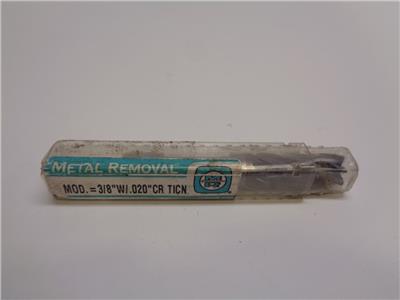 METAL REMOVAL
MOD. = 3/8" W/.020"CR TICN